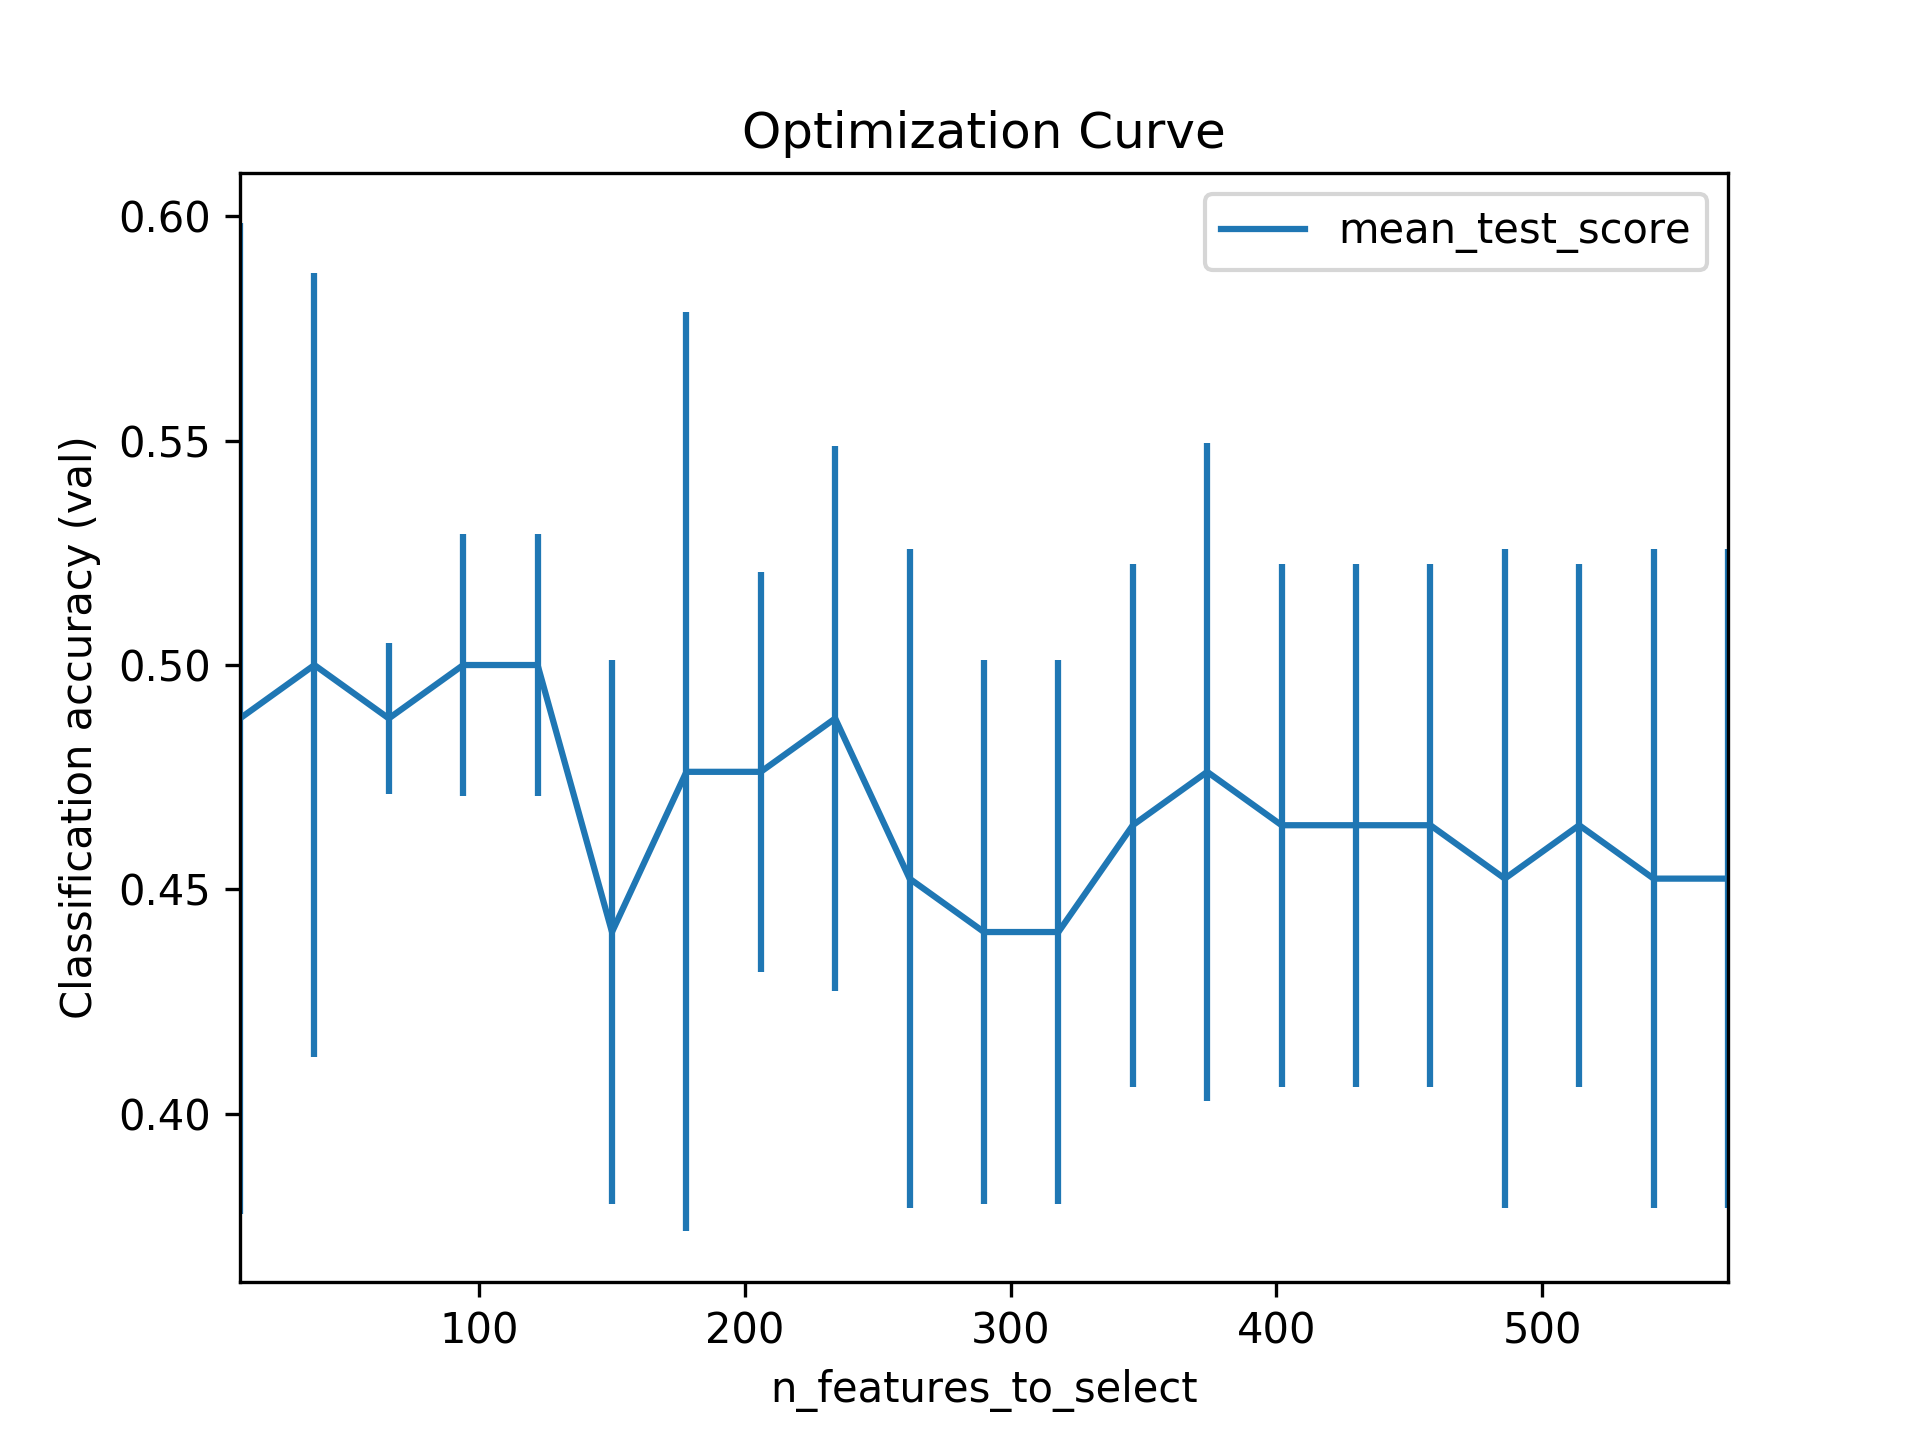 Optimization Curve
mean_test_score
Classification accuracy (val)
0.60
0.55
0.50
0.45
0.40
100 200 300 400 500
n_features_to_select